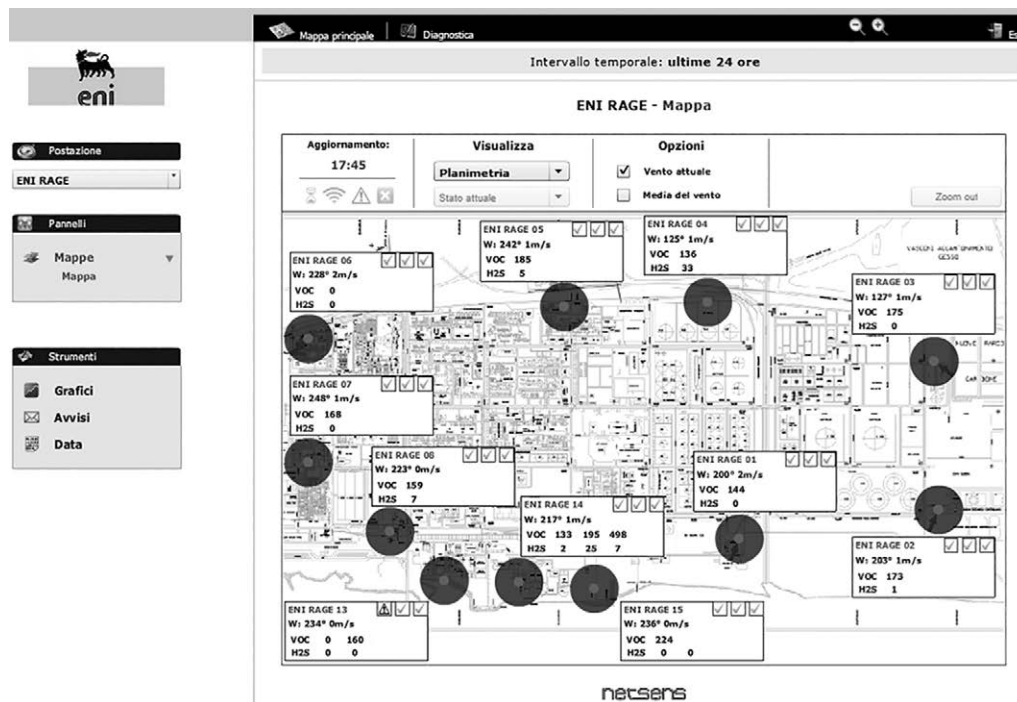 Mappa principale
Diagnostica
Es
Intervallo temporale: ultime 24 ore
eni
Postazione
ENI RAGE
Pannelli
Mappe
Mappa
Strumenti
Grafici
Avvisi
Data
ENI RAGE - Mappa
Aggiornamento:
17:45
Visualizza
Planimetria
Stato attuale
Opzioni
Vento attuale
Media del vento
Zoom out
ENI RAGE 05
W: 242° 1m/s
VOC 185
H2S 5
ENI RAGE 04
W: 125° 1m/s
VOC 136
H2S 33
ENI RAGE 06
W: 228° 2m/s
VOC 0
H2S 0
ENI RAGE 03
W: 127° 1m/s
VOC 175
H2S 0
ENI RAGE 07
W: 248° 1m/s
VOC 168
H2S 0
ENI RAGE 08
W: 223° 0m/s
VOC 159
H2S 7
ENI RAGE 01
W: 200° 2m/s
VOC 144
H2S 0
ENI RAGE 14
W: 217° 1m/s
VOC 133 195 498
H2S 2 25 7
ENI RAGE 02
W: 203° 1m/s
VOC 173
H2S 1
ENI RAGE 13
W: 234° 0m/s
VOC 0 160
H2S 0 0
ENI RAGE 15
W: 236° 0m/s
VOC 224
H2S 0 0
netsens